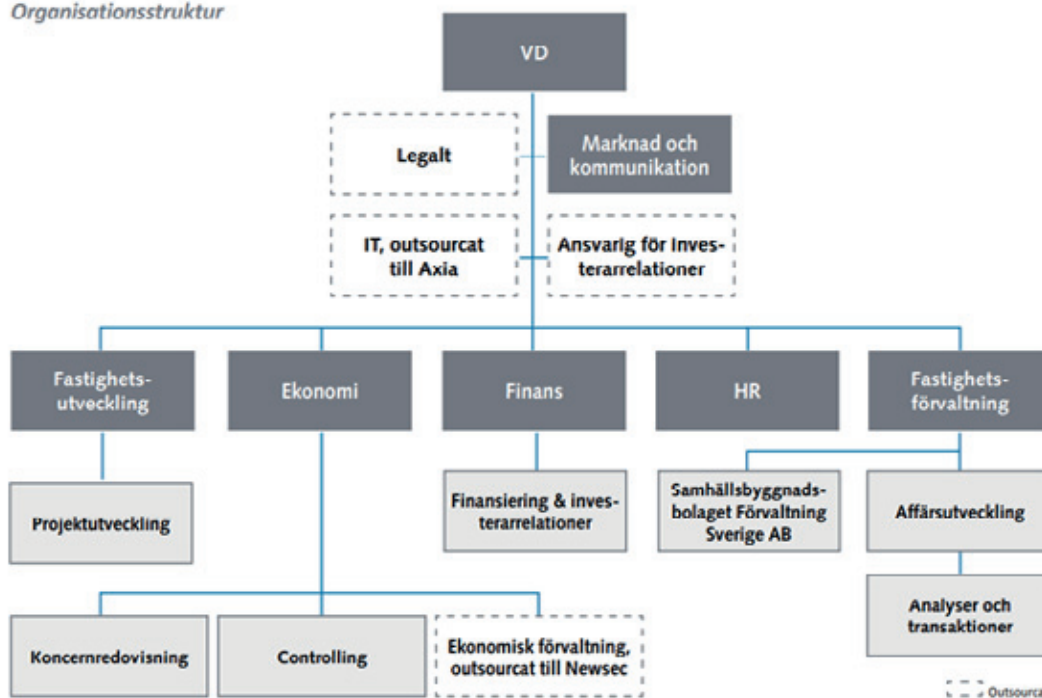 Organisationsstruktur
VD
Legalt
Marknad och
kommunikation
IT, outsourcat
till Axia
Ansvarig för inves-
terarrelationer
Fastighets-
utveckling
Ekonomi
Finans
HR
Fastighets-
förvaltning
Projektutveckling
Finansiering & inves-
terarrelationer
Samhällsbyggnads-
bolaget Förvaltning
Sverige AB
Affärsutveckling
Analyser och
transaktioner
Koncernredovisning
Controlling
Ekonomisk förvaltning,
outsourcat till Newsec